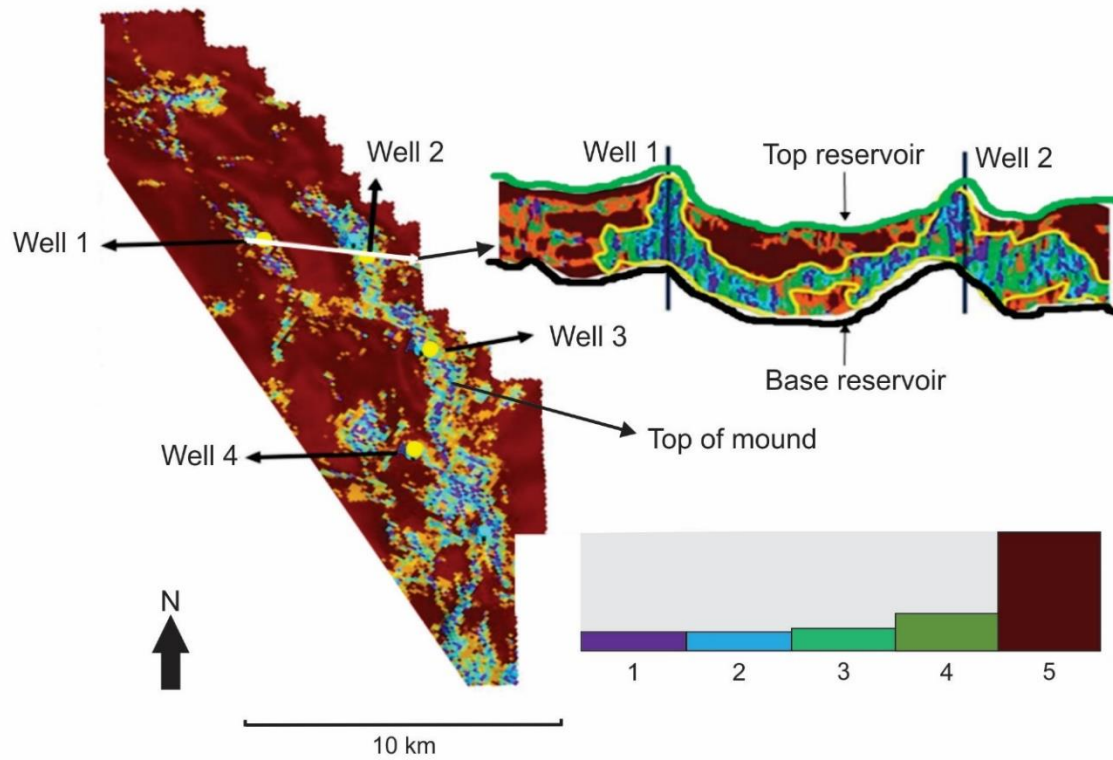 Well 1
Well 2
Top reservoir
Well 2
Well 1
Well 3
Base reservoir
Top of mound
Well 4
N
1 2 3 4 5
10 km